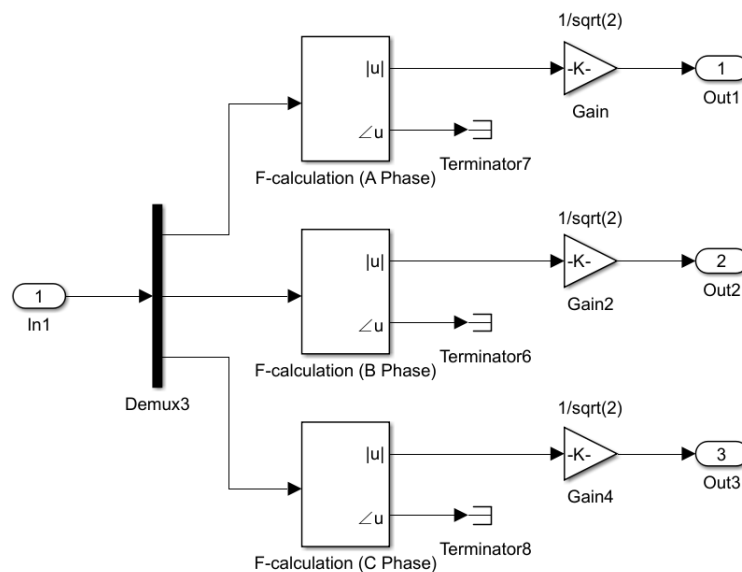 1/sqrt(2)
|u|
-K-
1
Gain
Out1
∠u
Terminator7
F-calculation (A Phase)
1/sqrt(2)
|u|
-K-
2
Gain2
Out2
1
In1
∠u
Terminator6
F-calculation (B Phase)
Demux3
1/sqrt(2)
|u|
-K-
3
Gain4
Out3
∠u
Terminator8
F-calculation (C Phase)